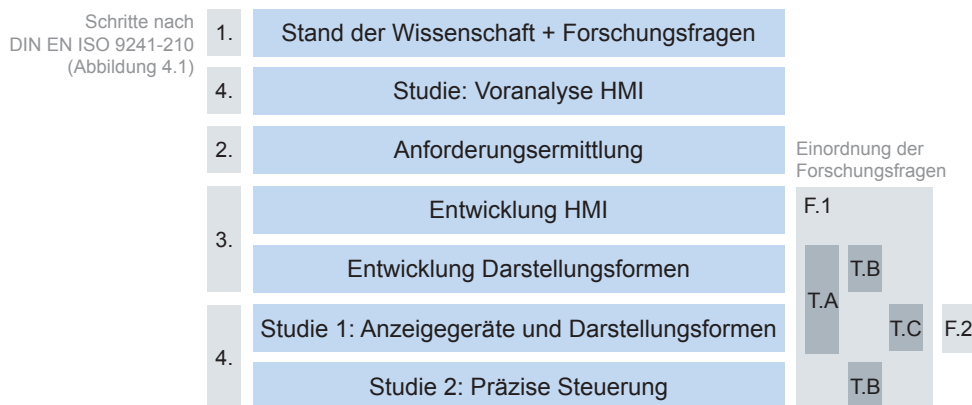 Schritte nach
DIN EN ISO 9241-210
(Abbildung 4.1)
1.
Stand der Wissenschaft + Forschungsfragen
4.
Studie: Voranalyse HMI
2.
Anforderungsermittlung
Einordnung der
Forschungsfragen
3.
Entwicklung HMI
F.1
Entwicklung Darstellungsformen
T.B
T.A
4.
Studie 1: Anzeigegeräte und Darstellungsformen
T.C
F.2
Studie 2: Präzise Steuerung
T.B